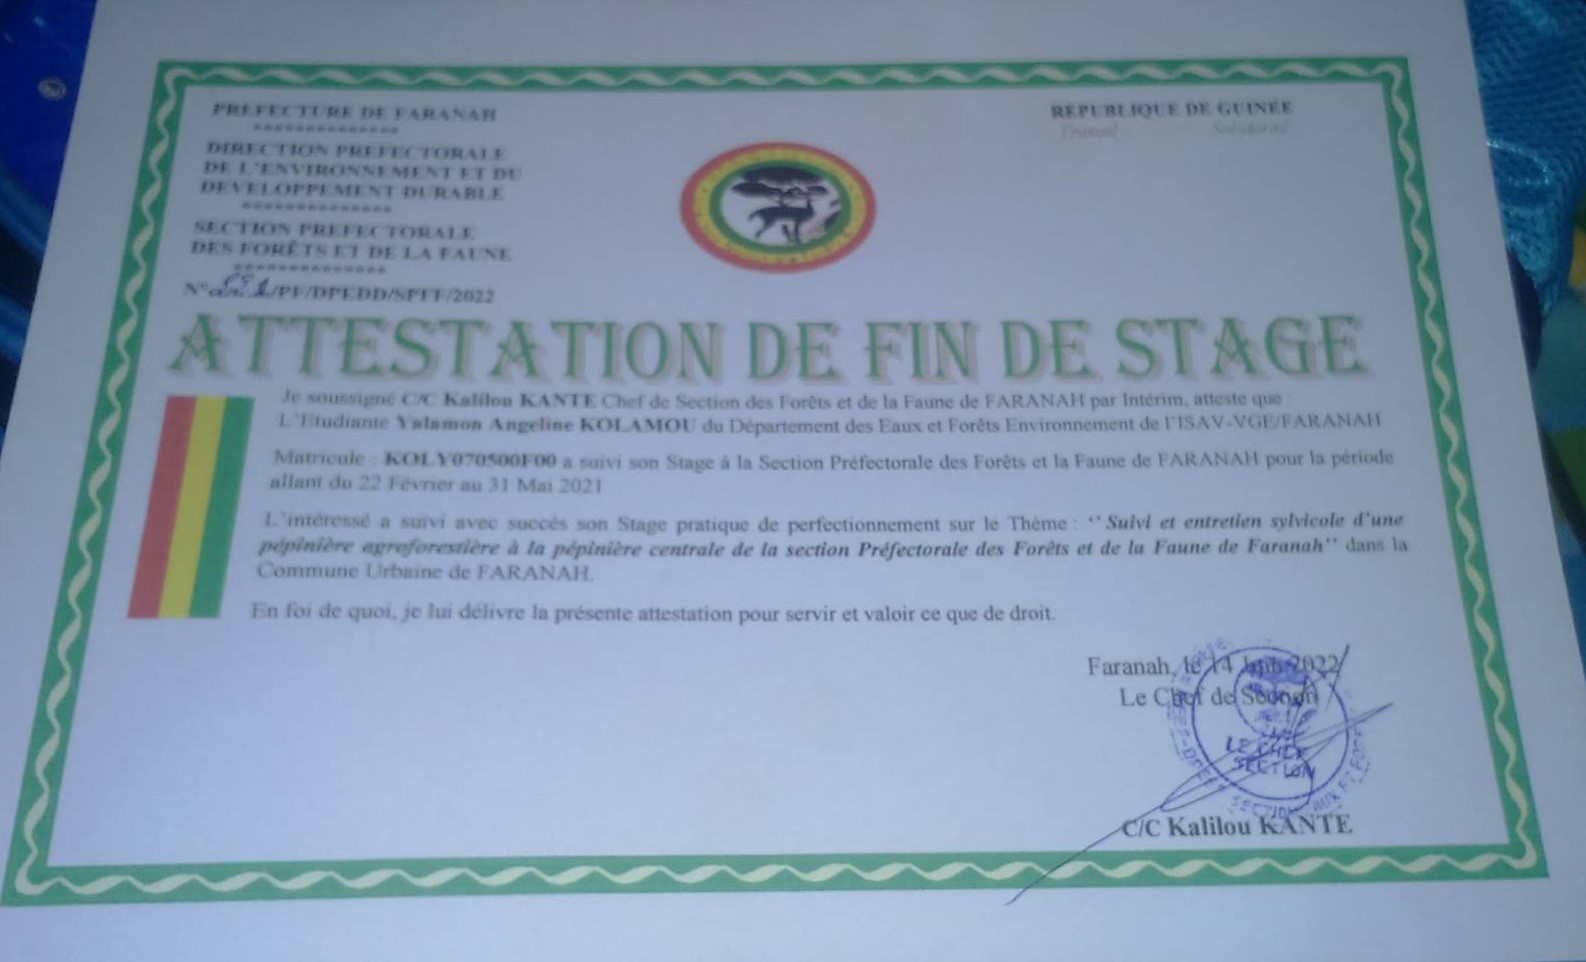 PREFECTURE DE FARANAH
**************
DIRECTION PREFECTORALE
DE L'ENVIRONNEMENT ET DU
DEVELOPPEMENT DURABLE
**************
SECTION PREFECTORALE
DES FORÊTS ET DE LA FAUNE
**************
N° /PF/DPEDD/SPFF/2022
REPUBLIQUE DE GUINEE
Travail Solidarité
ATTESTATION DE FIN DE STAGE
Je soussigné C/C Kalilou KANTE Chef de Section des Forêts et de la Faune de FARANAH par Intérim, atteste que :
L'Etudiante Yalamon Angeline KOLAMOU du Département des Eaux et Forêts Environnement de l'ISAV-VGE/FARANAH
Matricule : KOLY070500F00 a suivi son Stage à la Section Préfectorale des Forêts et la Faune de FARANAH pour la période
allant du 22 Février au 31 Mai 2021
L'intéressé a suivi avec succès son Stage pratique de perfectionnement sur le Thème : ‘‘Suivi et entretien sylvicole d'une
pépinière agroforestière à la pépinière centrale de la section Préfectorale des Forêts et de la Faune de Faranah’’ dans la
Commune Urbaine de FARANAH.
En foi de quoi, je lui délivre la présente attestation pour servir et valoir ce que de droit.
Faranah, le 14 2022
Le Chef de Section
LE CHEF
SECTION
C/C Kalilou KANTE